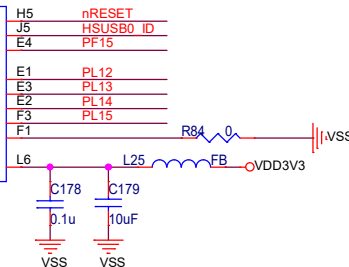 H5 nRESET
J5 HSUSB0_ID
E4 PF15
E1 PL12
E3 PL13
E2 PL14
F3 PL15
F1 R84 0 VSS
L6 L25 FB VDD3V3
C178 C179
0.1u 10uF
VSS VSS